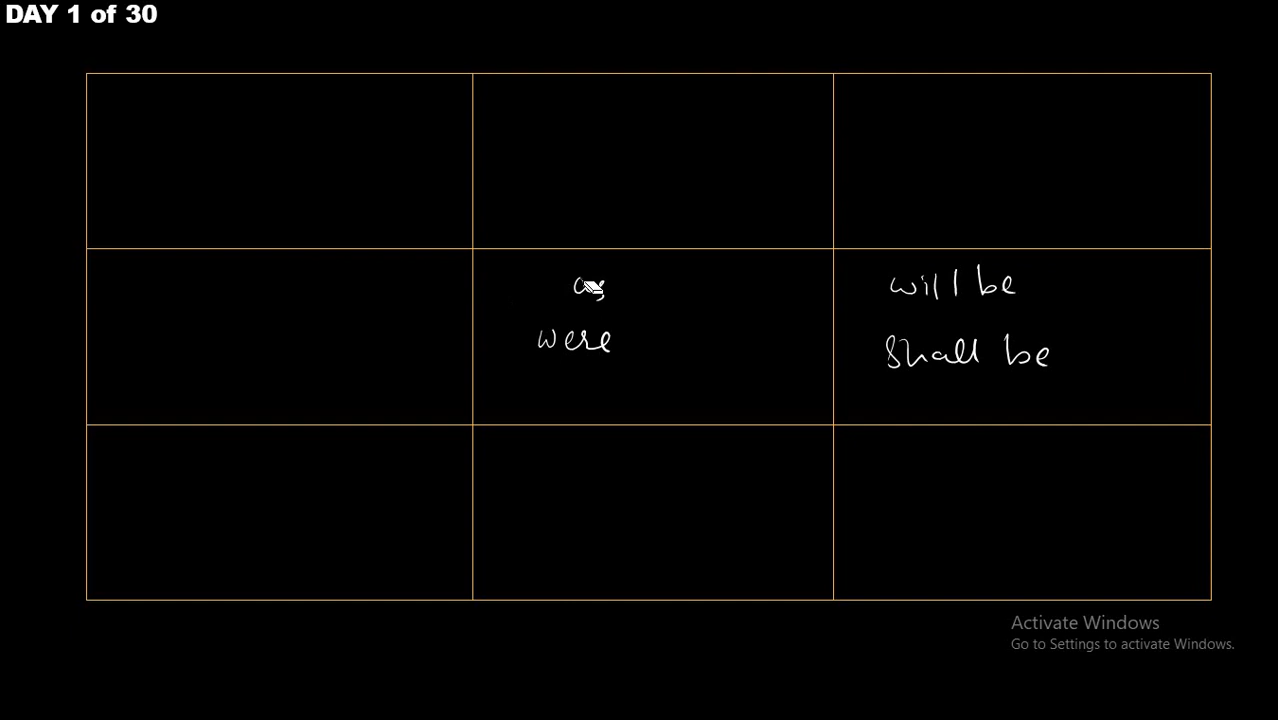 DAY 1 of 30
will be
were
shall be
Activate Windows
Go to Settings to activate Windows.